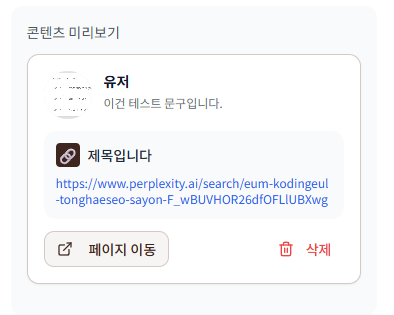 콘텐츠 미리보기
유저
이건 테스트 문구입니다.
제목입니다
https://www.perplexity.ai/search/eum-kodingeul
-tonghaeseo-sayon-F_wBUVHOR26dfOFLlUBXwg
페이지 이동
삭제